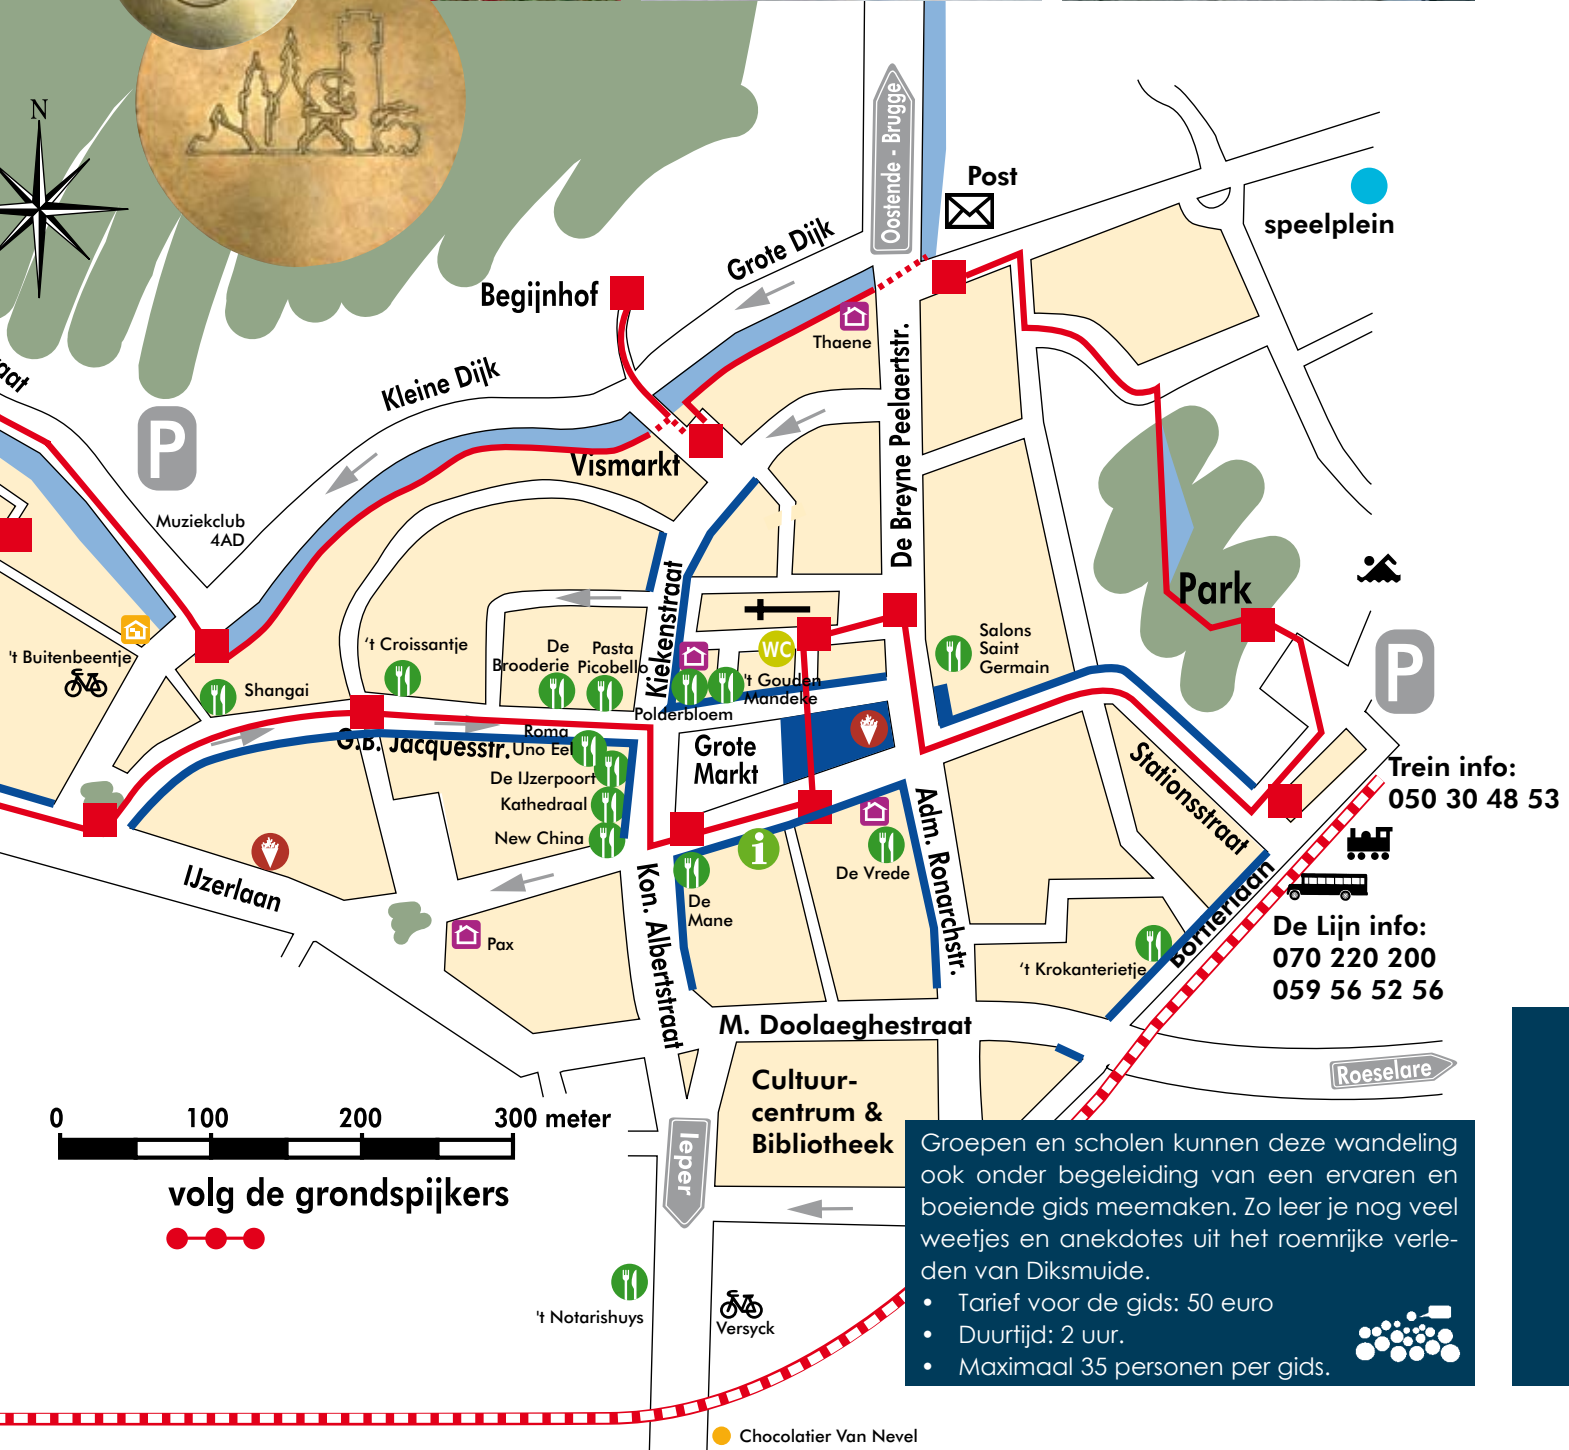 N
Oostende - Brugge
Post
speelplein
Grote Dijk
Begijnhof
Thaene
aat
Kleine Dijk
De Breyne Peelaertstr.
P
Vismarkt
Muziekclub
4AD
Park
Kiekenstraat
't Buitenbeentje
Shangai
't Croissantje
De
Brooderie
Pasta
Picobello
WC
't Gouden
Mandeke
Polderbloem
Salons
Saint
Germain
P
G.B. Jacquesstr.
Roma
Uno Eel
De IJzerpoort
Kathedraal
New China
Grote
Markt
Stationsstraat
Trein info:
050 30 48 53
IJzerlaan
Pax
Kon. Albertstraat
De
Mane
i
De Vrede
Adm. Ronarchstr.
't Krokanterietje
Bortierlaan
De Lijn info:
070 220 200
059 56 52 56
M. Doolaeghestraat
Roeselare
Cultuur-
centrum &
Bibliotheek
0 100 200 300 meter
volg de grondspijkers
Ieper
Groepen en scholen kunnen deze wandeling
ook onder begeleiding van een ervaren en
boeiende gids meemaken. Zo leer je nog veel
weetjes en anekdotes uit het roemrijke verle-
den van Diksmuide.
• Tarief voor de gids: 50 euro
• Duurtijd: 2 uur.
• Maximaal 35 personen per gids.
't Notarishuys
Versyck
Chocolatier Van Nevel